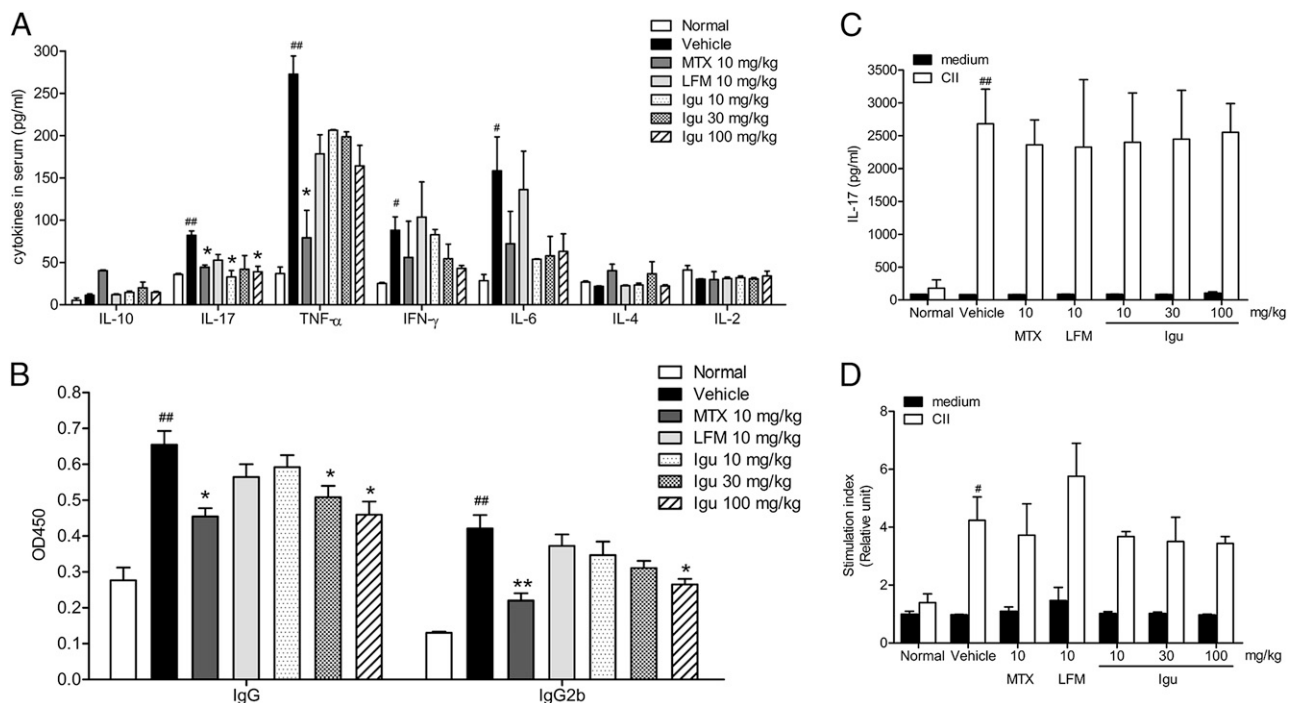 A
Normal
Vehicle
MTX 10 mg/kg
LFM 10 mg/kg
Igu 10 mg/kg
Igu 30 mg/kg
Igu 100 mg/kg
cytokines in serum (pg/ml)
300
250
200
150
100
50
0
##
*
*
*
##
*
#
#
IL-10 IL-17 TNF-α IFN-γ IL-6 IL-4 IL-2
B
Normal
Vehicle
MTX 10 mg/kg
LFM 10 mg/kg
Igu 10 mg/kg
Igu 30 mg/kg
Igu 100 mg/kg
OD450
0.8
0.7
0.6
0.5
0.4
0.3
0.2
0.1
0.0
##
*
*
*
##
**
*
IgG IgG2b
C
medium
CII
IL-17 (pg/ml)
3500
3000
2500
2000
1500
1000
500
0
##
Normal Vehicle 10 10 10 30 100 mg/kg
MTX LFM Igu
D
medium
CII
Stimulation index
(Relative unit)
8
6
4
2
0
#
Normal Vehicle 10 10 10 30 100 mg/kg
MTX LFM Igu